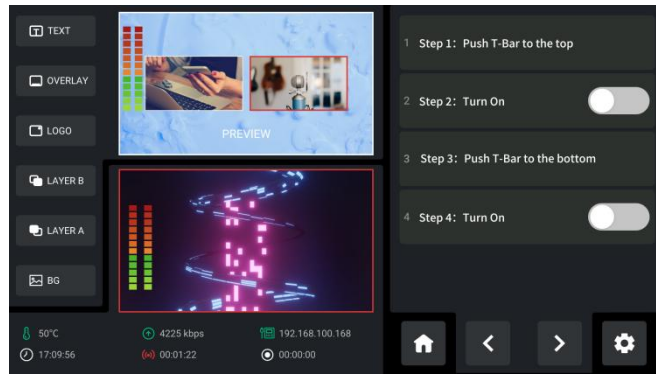 TEXT
OVERLAY
LOGO
LAYER B
LAYER A
BG
PREVIEW
50°C
4225 kbps
192.168.100.168
17:09:56
00:01:22
00:00:00
1 Step 1: Push T-Bar to the top
2 Step 2: Turn On
3 Step 3: Push T-Bar to the bottom
4 Step 4: Turn On